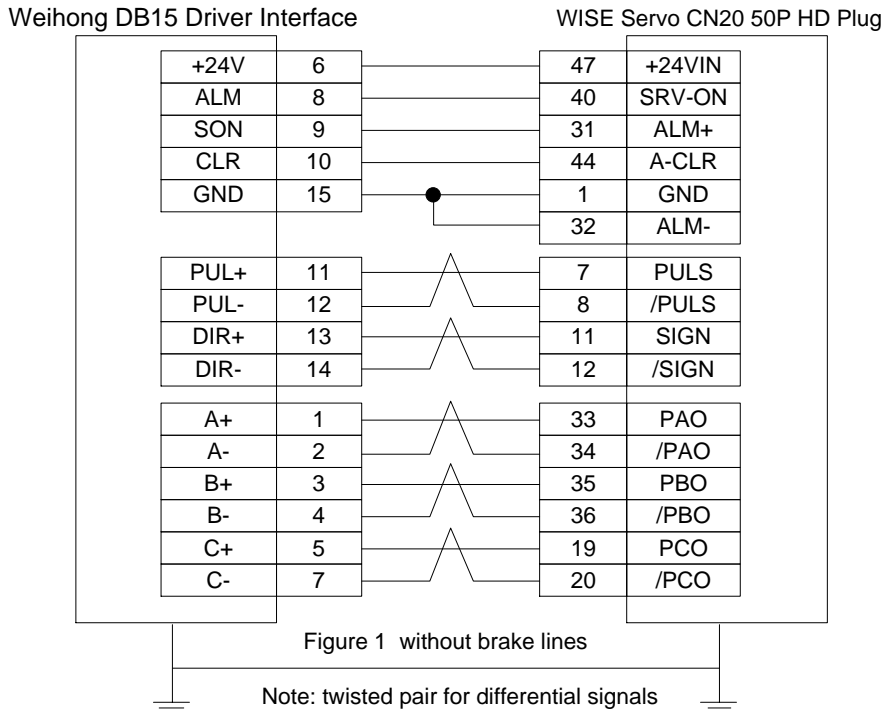 Weihong DB15 Driver Interface WISE Servo CN20 50P HD Plug
+24V 6 47 +24VIN
ALM 8 40 SRV-ON
SON 9 31 ALM+
CLR 10 44 A-CLR
GND 15 1 GND
32 ALM-
PUL+ 11 7 PULS
PUL- 12 8 /PULS
DIR+ 13 11 SIGN
DIR- 14 12 /SIGN
A+ 1 33 PAO
A- 2 34 /PAO
B+ 3 35 PBO
B- 4 36 /PBO
C+ 5 19 PCO
C- 7 20 /PCO
Figure 1 without brake lines
Note: twisted pair for differential signals